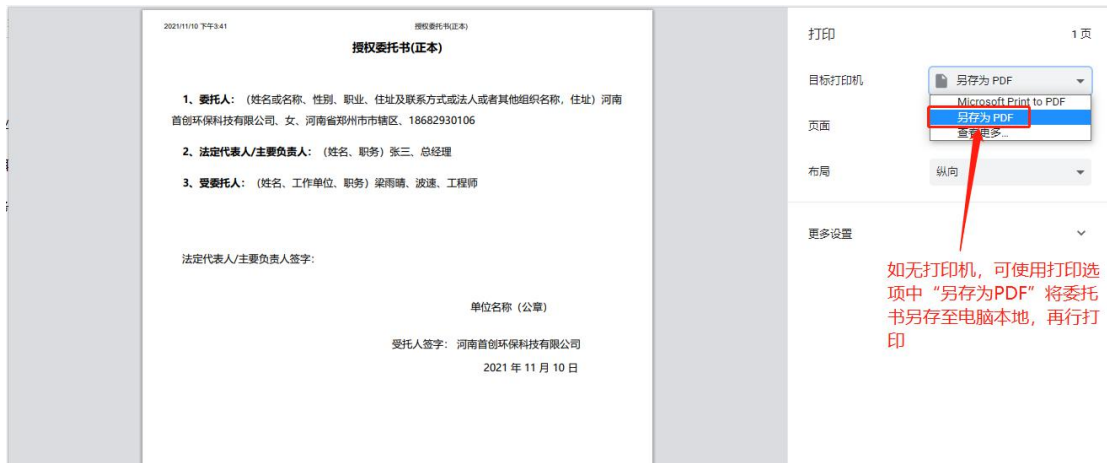 2021/11/10 下午3:41
授权委托书(正本)
授权委托书(正本)
1、委托人：（姓名或名称、性别、职业、住址及联系方式或法人或者其他组织名称，住址）河南
首创环保科技有限公司、女、河南省郑州市市辖区、18682930106
2、法定代表人/主要负责人：（姓名、职务）张三、总经理
3、受委托人：（姓名、工作单位、职务）梁雨晴、波速、工程师
法定代表人/主要负责人签字：
单位名称（公章）
受托人签字： 河南首创环保科技有限公司
2021 年 11 月 10 日
打印
1 页
目标打印机
另存为 PDF
Microsoft Print to PDF
另存为 PDF
查看更多...
页面
布局
纵向
更多设置
如无打印机，可使用打印选
项中“另存为PDF”将委托
书另存至电脑本地，再行打
印